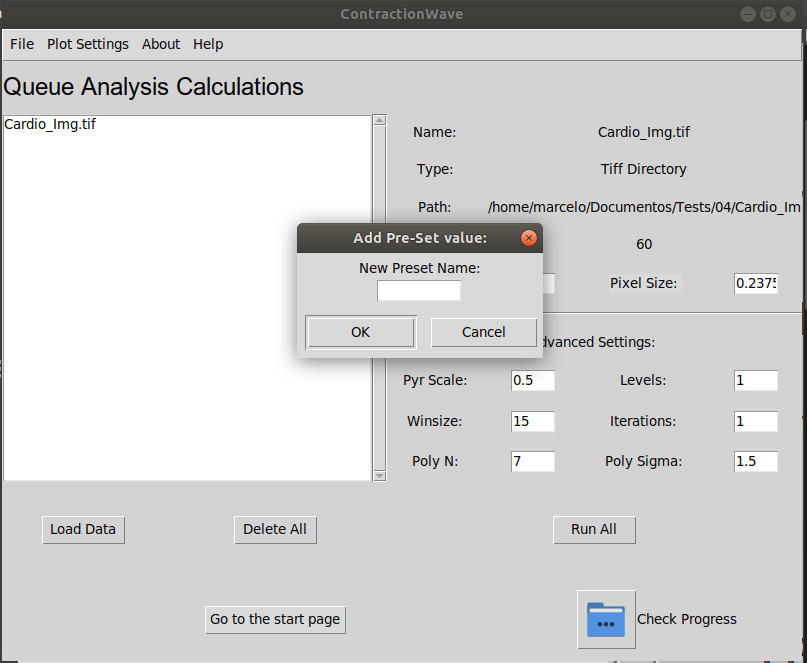 ContractionWave
File Plot Settings About Help
Queue Analysis Calculations
Cardio_Img.tif
Name: Cardio_Img.tif
Type: Tiff Directory
Path: /home/marcelo/Documentos/Tests/04/Cardio_Im
60
Pixel Size: 0.2375
dvanced Settings:
Pyr Scale: 0.5 Levels: 1
Winsize: 15 Iterations: 1
Poly N: 7 Poly Sigma: 1.5
Add Pre-Set value:
New Preset Name:
OK Cancel
Load Data Delete All Run All
Go to the start page Check Progress